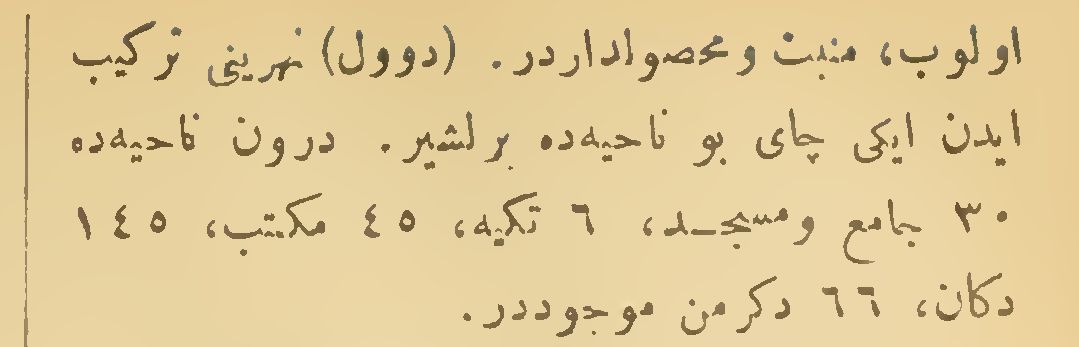 اولوب، منبت ومحصولداردر. (دوول) نهرینی ترکیب
ایدن ایکی چای بو ناحیه‌ده برلشیر. درون ناحیه‌ده
٣٠ جامع ومسجد، ٦ تکیه، ٤٥ مکتب، ١٤٥
دکان، ٦٦ دکرمن موجوددر.